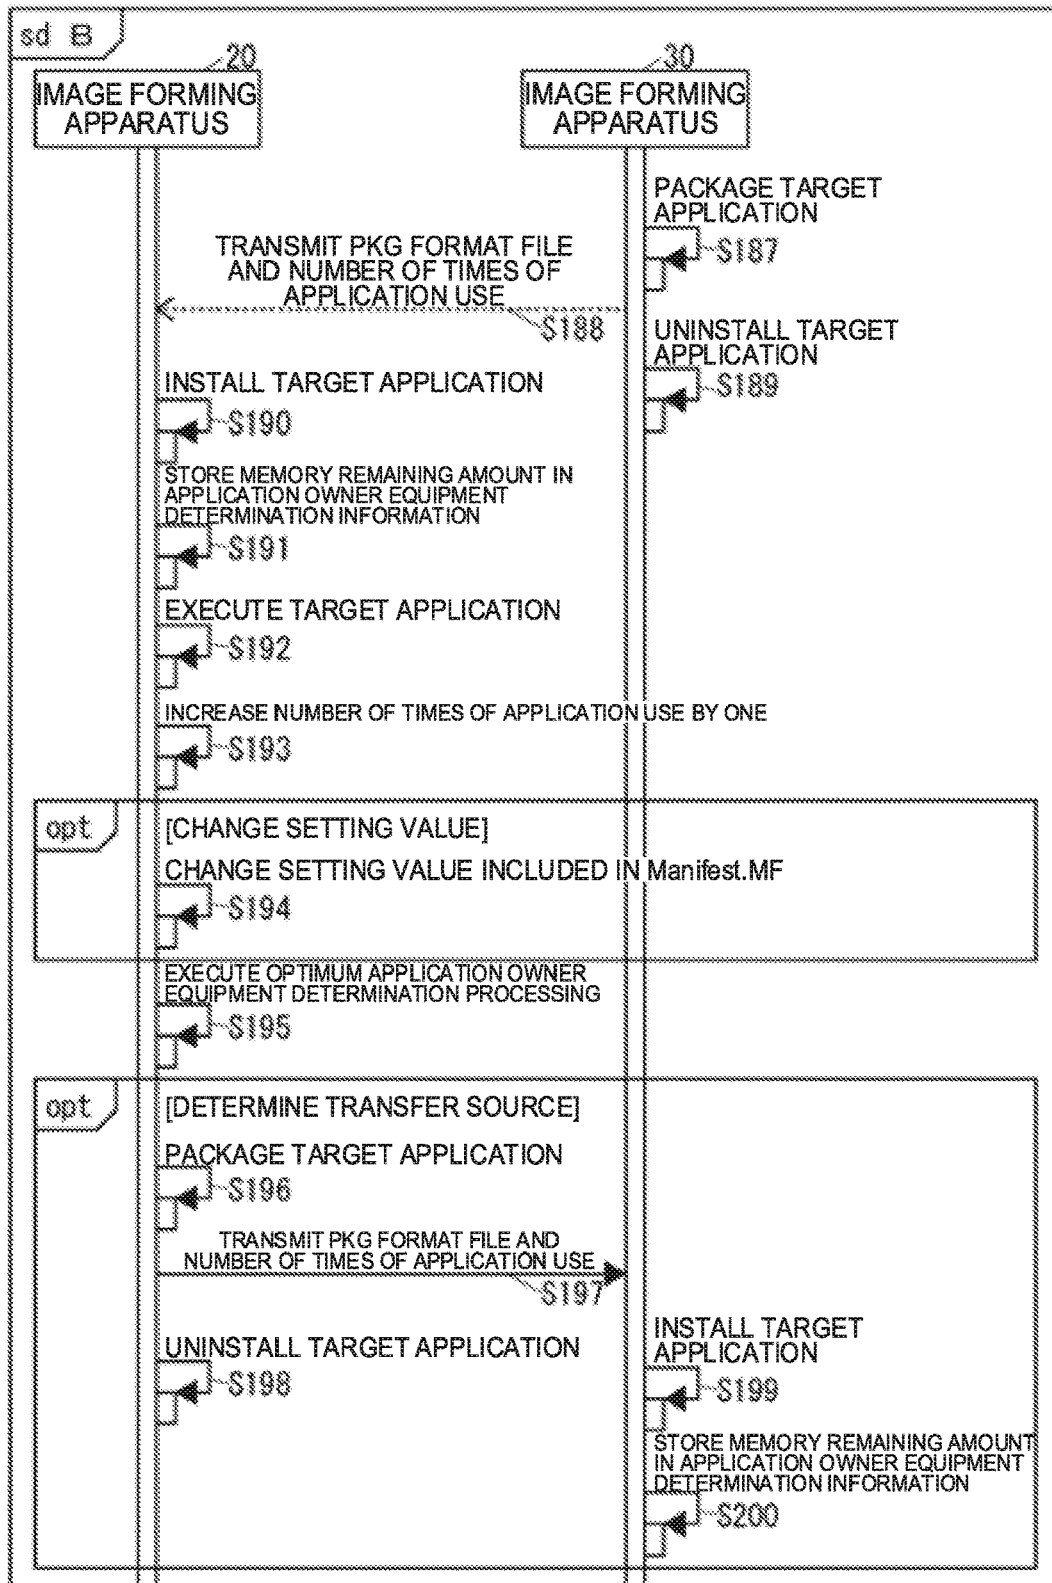 sd B
20
30
IMAGE FORMING
APPARATUS
IMAGE FORMING
APPARATUS
PACKAGE TARGET
APPLICATION
S187
TRANSMIT PKG FORMAT FILE
AND NUMBER OF TIMES OF
APPLICATION USE
S188
UNINSTALL TARGET
APPLICATION
S189
INSTALL TARGET APPLICATION
S190
STORE MEMORY REMAINING AMOUNT IN
APPLICATION OWNER EQUIPMENT
DETERMINATION INFORMATION
S191
EXECUTE TARGET APPLICATION
S192
INCREASE NUMBER OF TIMES OF APPLICATION USE BY ONE
S193
opt
[CHANGE SETTING VALUE]
CHANGE SETTING VALUE INCLUDED IN Manifest.MF
S194
EXECUTE OPTIMUM APPLICATION OWNER
EQUIPMENT DETERMINATION PROCESSING
S195
opt
[DETERMINE TRANSFER SOURCE]
PACKAGE TARGET APPLICATION
S196
TRANSMIT PKG FORMAT FILE AND
NUMBER OF TIMES OF APPLICATION USE
S197
UNINSTALL TARGET APPLICATION
S198
INSTALL TARGET
APPLICATION
S199
STORE MEMORY REMAINING AMOUNT
IN APPLICATION OWNER EQUIPMENT
DETERMINATION INFORMATION
S200